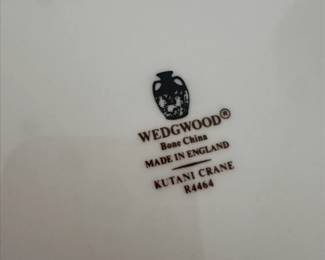 WEDGWOOD®
Bone China
MADE IN ENGLAND
KUTANI CRANE
R4464